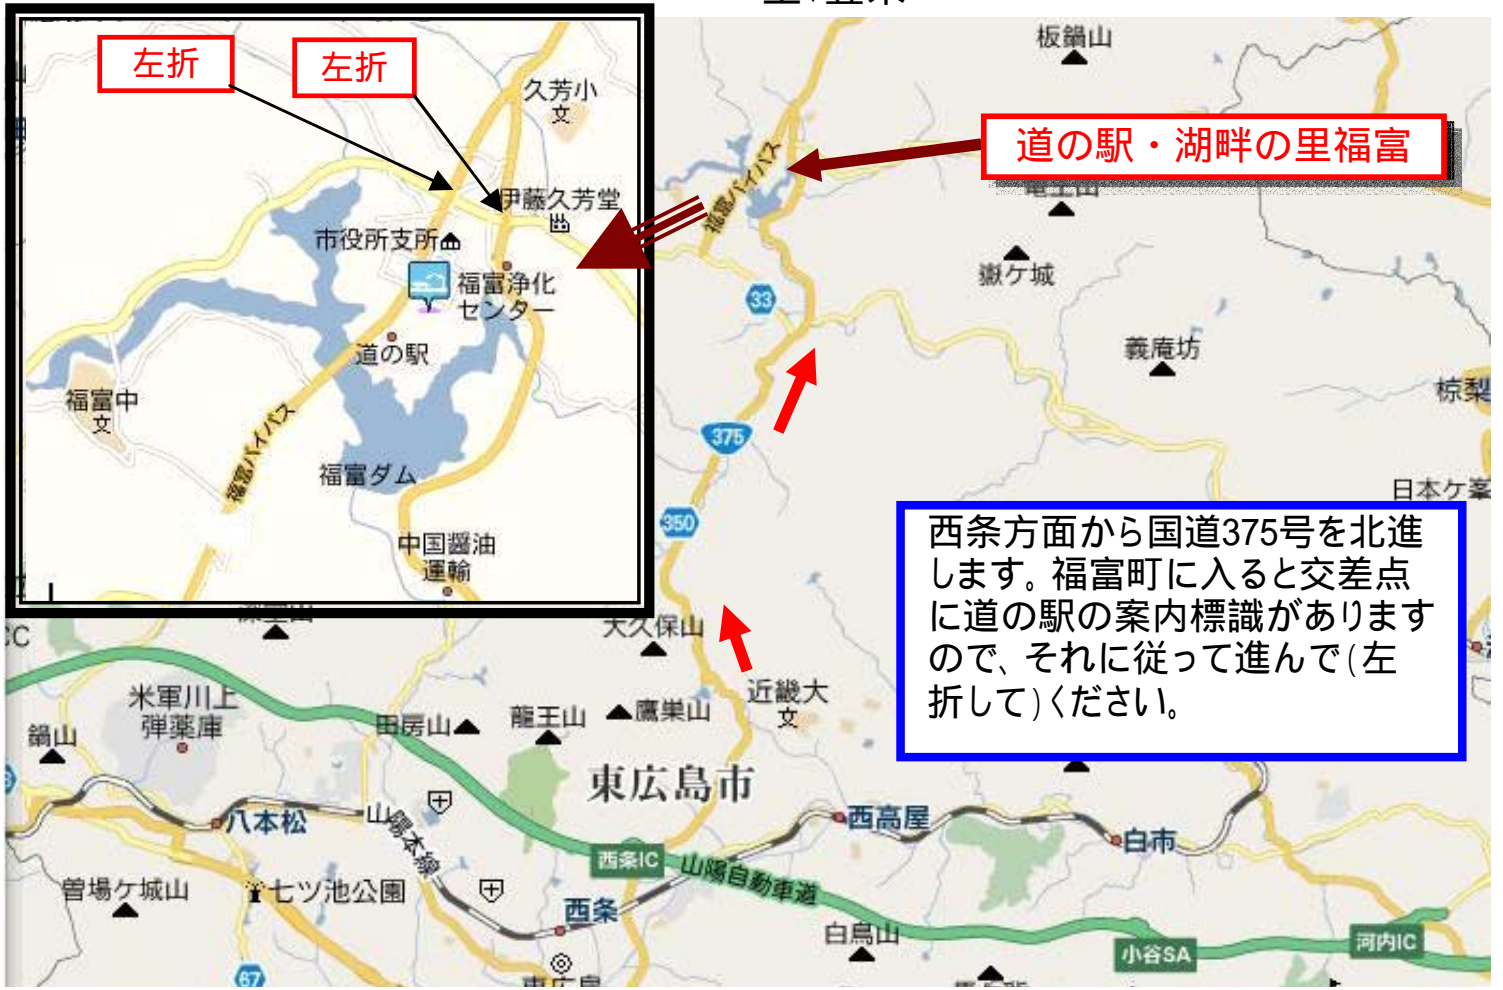 左折
左折
久芳小
文
伊藤久芳堂
市役所支所
福富浄化
センター
道の駅
福富中
文
福富バイパス
福富ダム
中国醤油
運輸
板鍋山
道の駅・湖畔の里福富
福富バイパス
嶽ケ城
33
義庵坊
椋梨
375
日本ケ峯
350
西条方面から国道375号を北進
します。福富町に入ると交差点
に道の駅の案内標識があります
ので、それに従って進んで(左
折して)ください。
大久保山
近畿大
文
米軍川上
弾薬庫
鍋山
田房山
龍王山
鷹巣山
東広島市
八本松
山陽本線
西高屋
白市
西条IC
山陽自動車道
曽場ケ城山
七ツ池公園
西条
白鳥山
小谷SA
河内IC
67